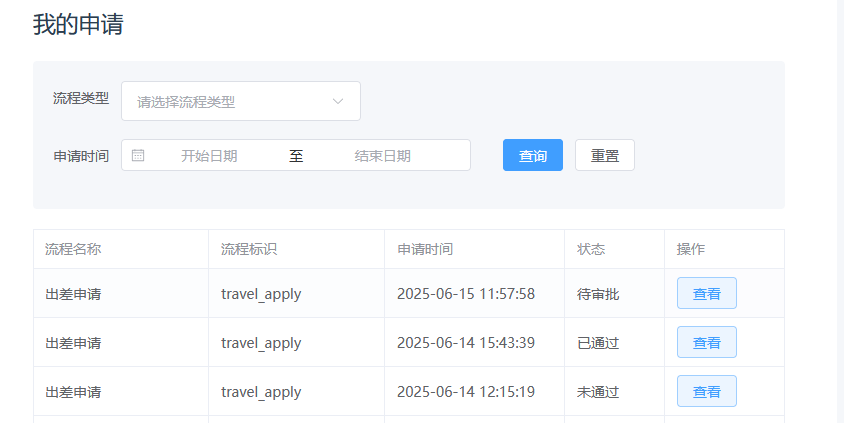 我的申请
流程类型 请选择流程类型
申请时间 开始日期 至 结束日期 查询 重置
流程名称 流程标识 申请时间 状态 操作
出差申请 travel_apply 2025-06-15 11:57:58 待审批 查看
出差申请 travel_apply 2025-06-14 15:43:39 已通过 查看
出差申请 travel_apply 2025-06-14 12:15:19 未通过 查看